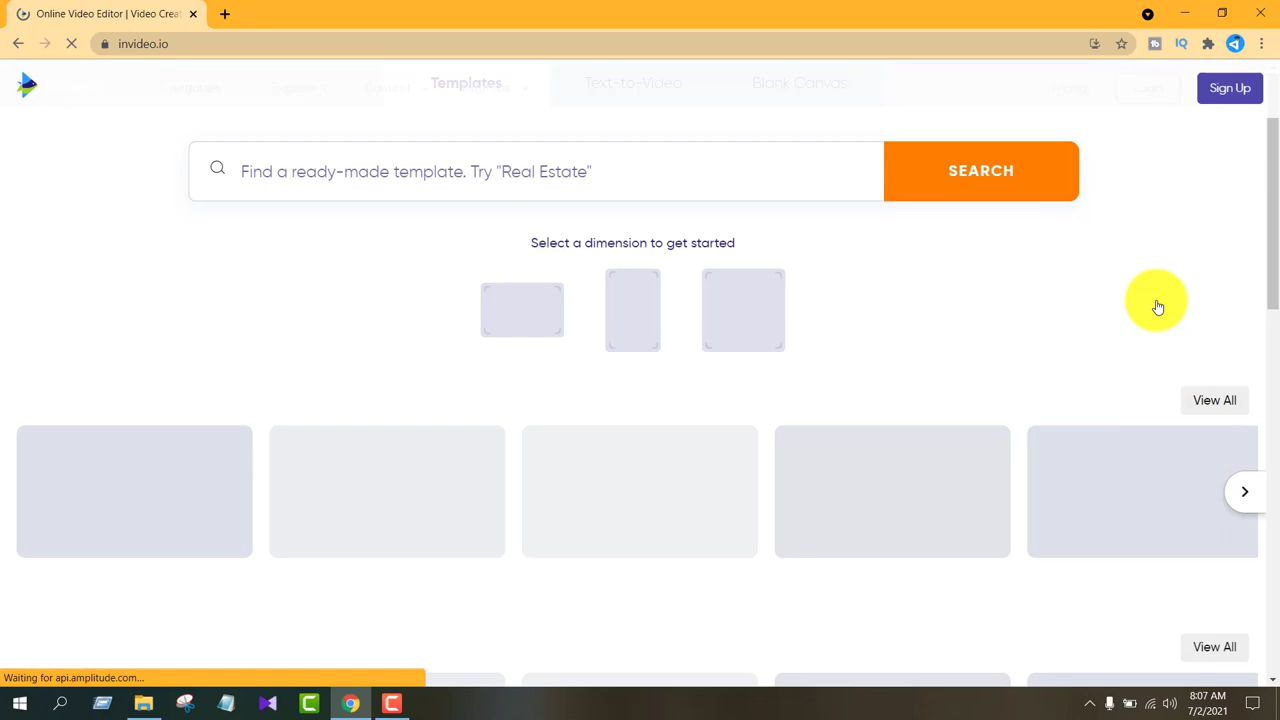 Online Video Editor | Video Crea
invideo.io
Templates
Text-to-Video
Blank Canvas
Sign Up
Find a ready-made template. Try "Real Estate"
SEARCH
Select a dimension to get started
View All
View All
Waiting for api.amplitude.com...
8:07 AM
7/2/2021